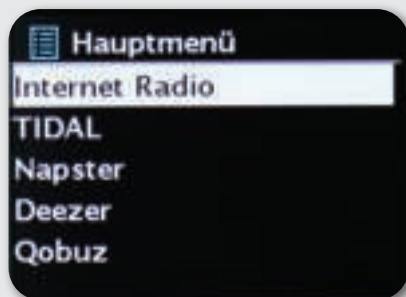 Hauptmenü
Internet Radio
TIDAL
Napster
Deezer
Qobuz